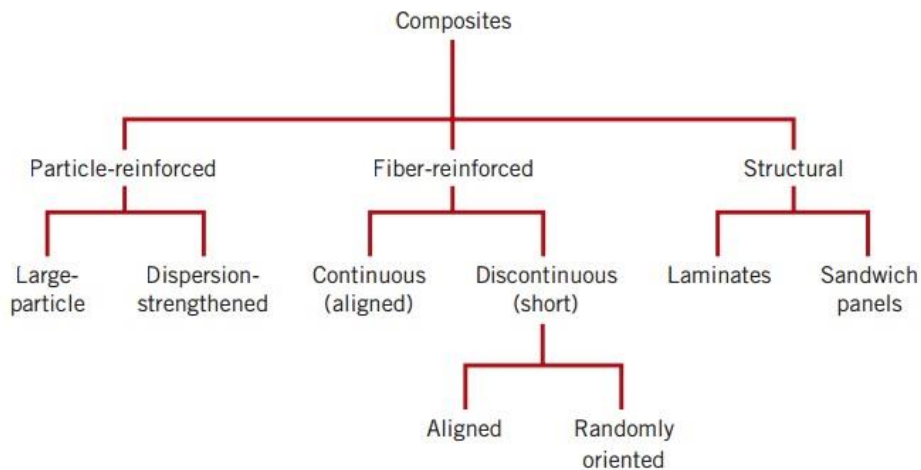 Composites
Particle-reinforced
Fiber-reinforced
Structural
Large-
particle
Dispersion-
strengthened
Continuous
(aligned)
Discontinuous
(short)
Laminates
Sandwich
panels
Aligned
Randomly
oriented